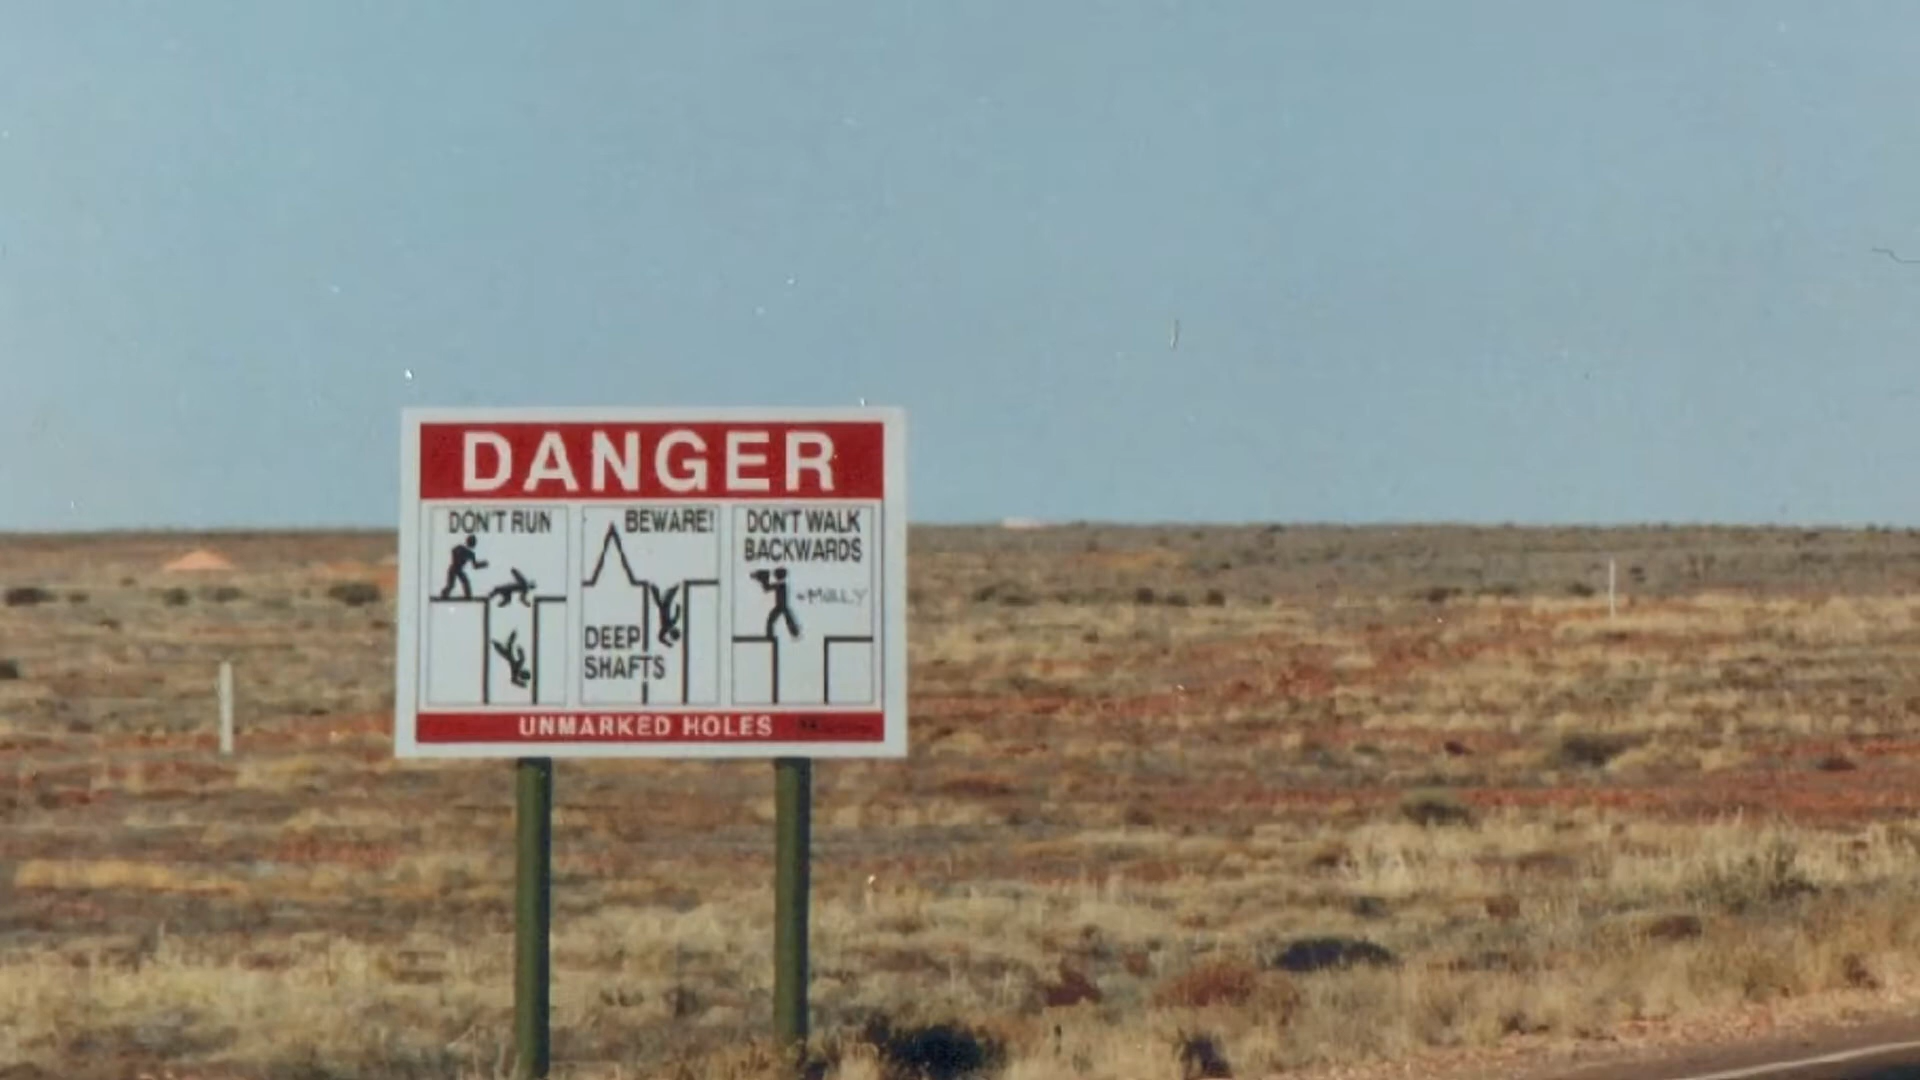 DANGER
DON'T RUN
BEWARE!
DEEP
SHAFTS
DON'T WALK
BACKWARDS
UNMARKED HOLES